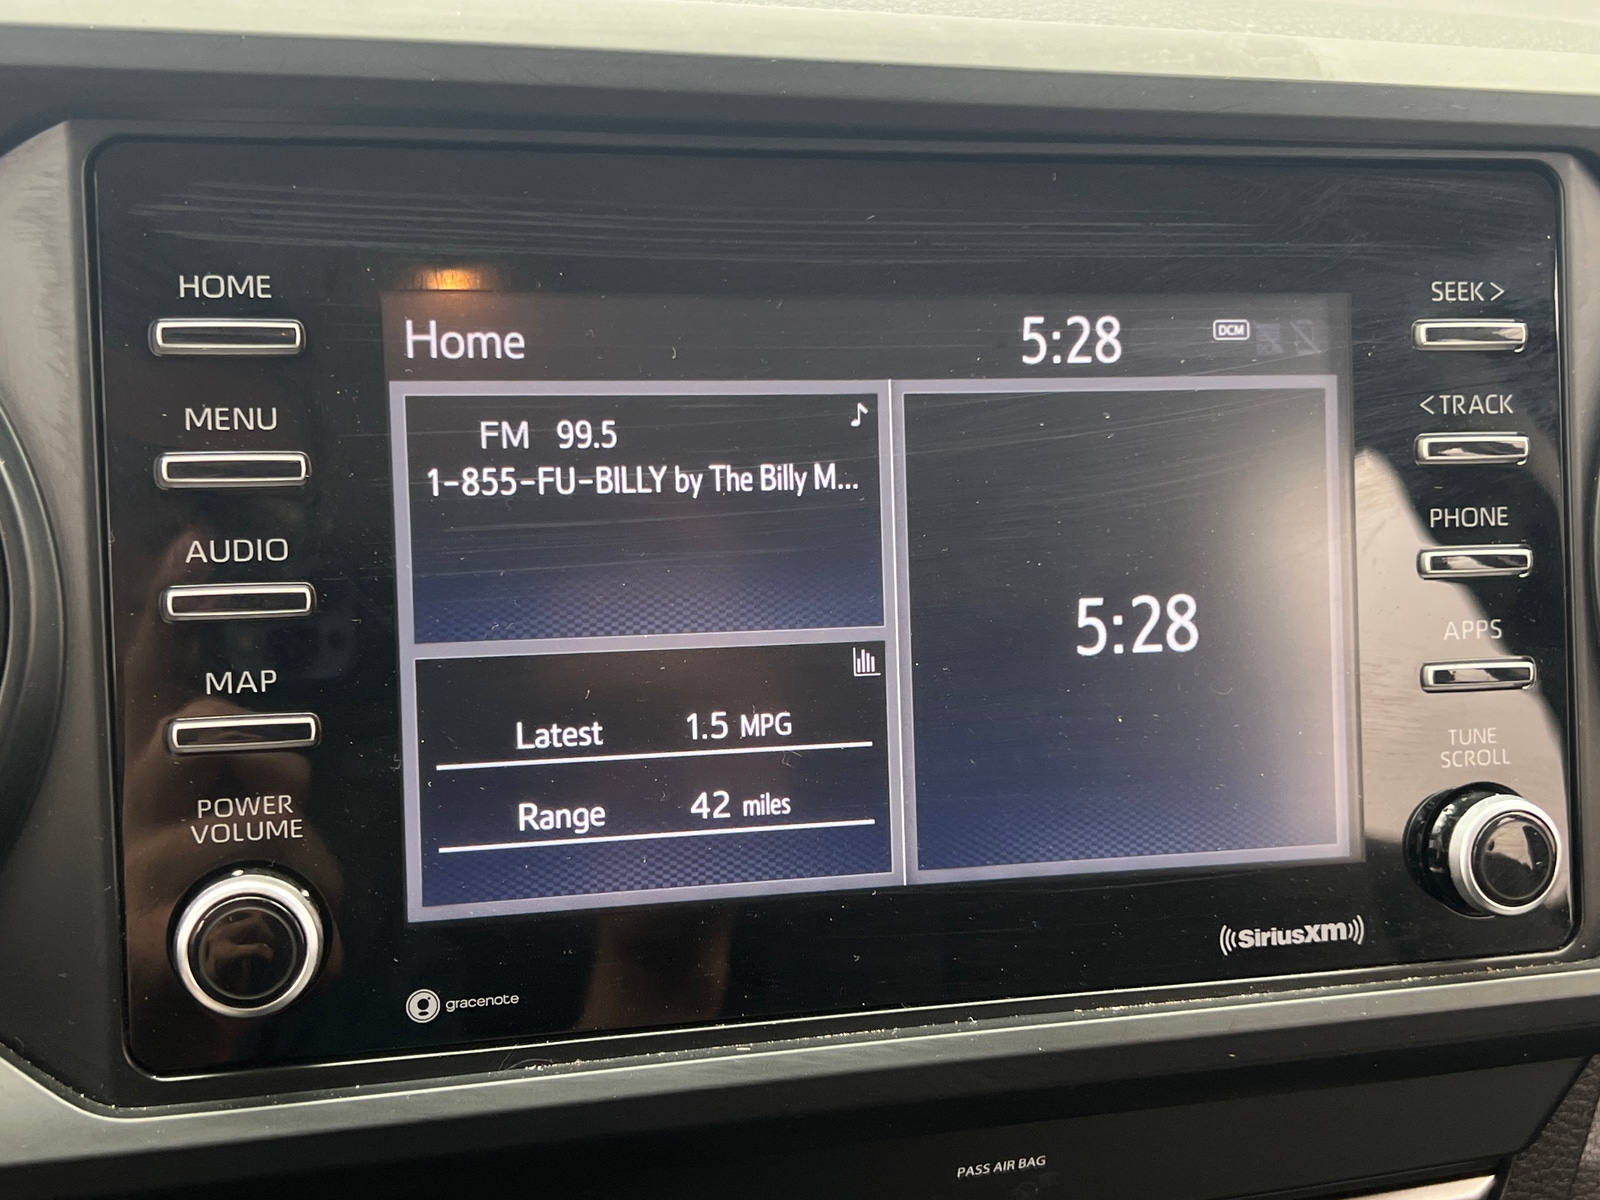 HOME
MENU
AUDIO
MAP
POWER
VOLUME
Home
5:28
DCM
FM 99.5
1-855-FU-BILLY by The Billy M...
Latest 1.5 MPG
Range 42 miles
5:28
SEEK >
< TRACK
PHONE
APPS
TUNE
SCROLL
gracenote
SiriusXM
PASS AIR BAG